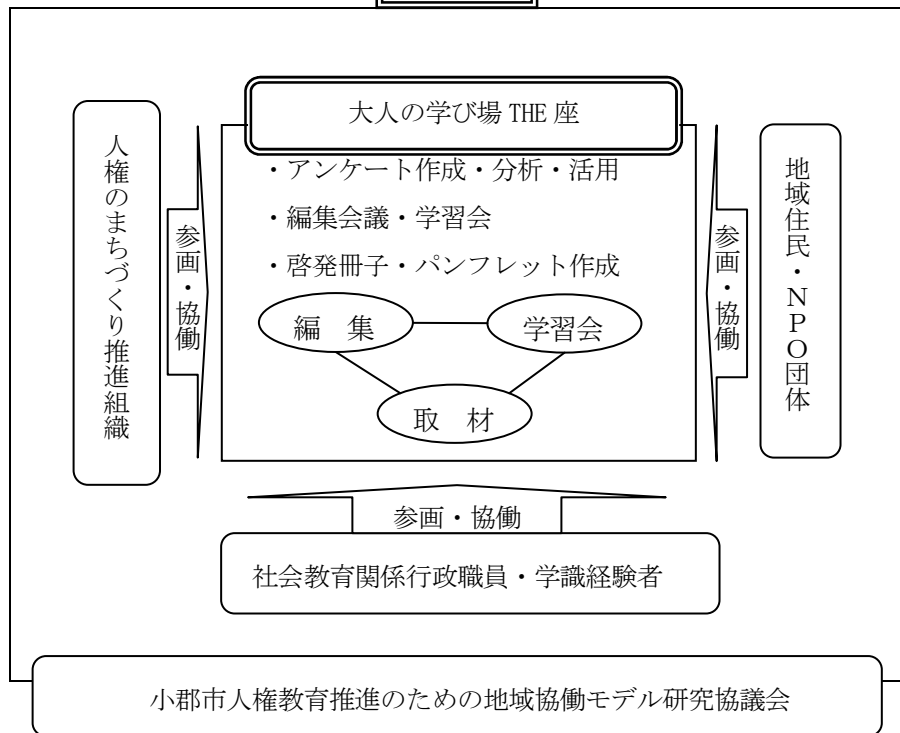 大人の学び場 THE 座
・アンケート作成・分析・活用
・編集会議・学習会
・啓発冊子・パンフレット作成
編 集
学習会
取 材
人権のまちづくり推進組織
参画・協働
参画・協働
地域住民・NPO団体
参画・協働
社会教育関係行政職員・学識経験者
小郡市人権教育推進のための地域協働モデル研究協議会